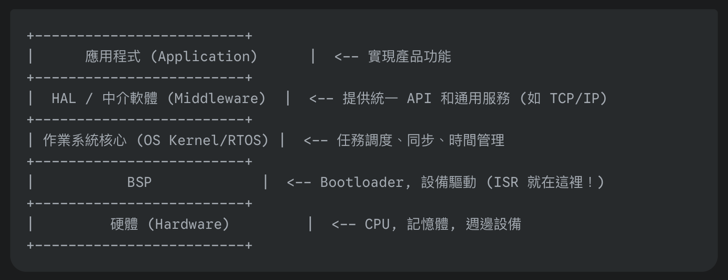 +-------------------------+
|      應用程式 (Application)      |  <-- 實現產品功能
+-------------------------+
|  HAL / 中介軟體 (Middleware)  |  <-- 提供統一 API 和通用服務 (如 TCP/IP)
+-------------------------+
| 作業系統核心 (OS Kernel/RTOS) |  <-- 任務調度、同步、時間管理
+-------------------------+
|           BSP             |  <-- Bootloader, 設備驅動 (ISR 就在這裡！)
+-------------------------+
|         硬體 (Hardware)         |  <-- CPU, 記憶體, 週邊設備
+-------------------------+